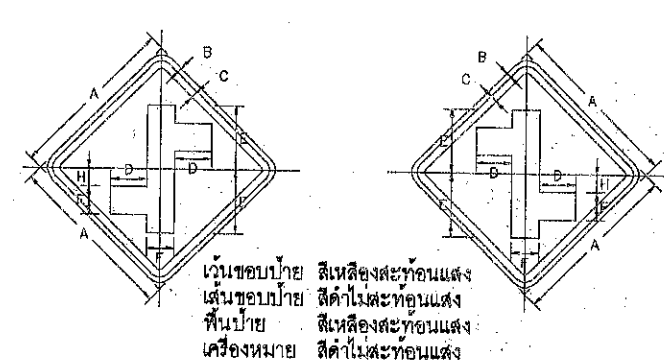 B
C
A
E
D
D
H
F
E
A
F
B
C
A
E
D
D
H
F
E
A
F
เว้นขอบป้าย สีเหลืองสะท้อนแสง
เส้นขอบป้าย สีดำไม่สะท้อนแสง
พื้นป้าย สีเหลืองสะท้อนแสง
เครื่องหมาย สีดำไม่สะท้อนแสง